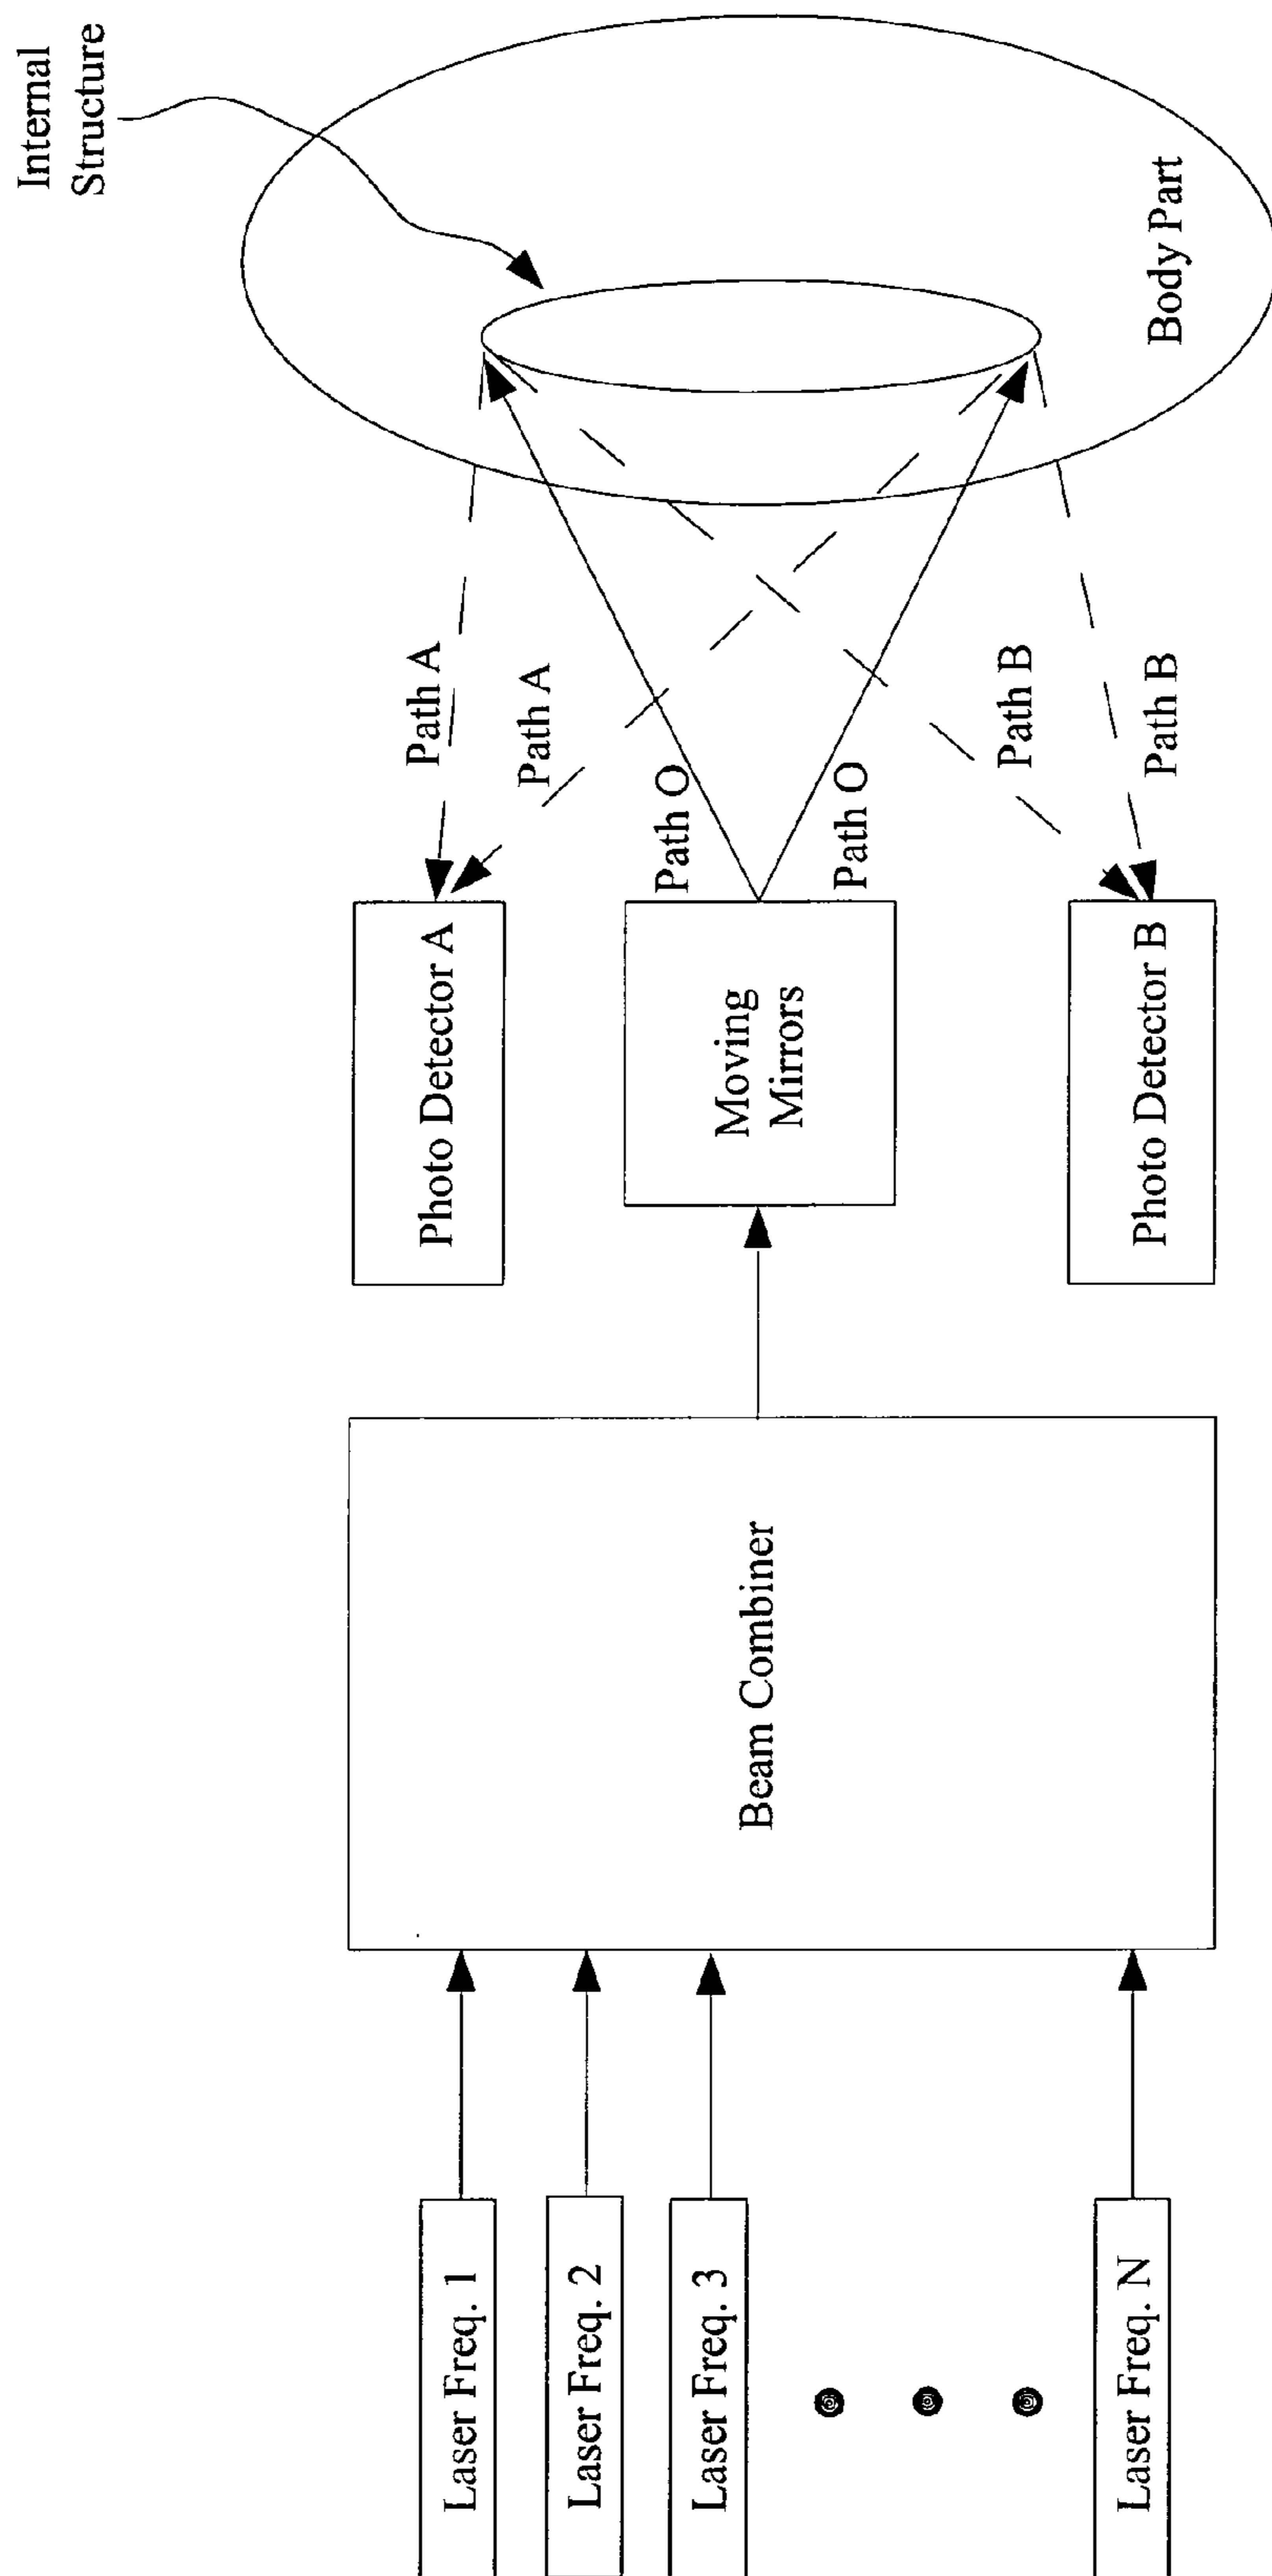 Laser Freq. 1
Laser Freq. 2
Laser Freq. 3
Laser Freq. N
Beam Combiner
Photo Detector A
Moving
Mirrors
Photo Detector B
Path A
Path A
Path O
Path O
Path B
Path B
Internal
Structure
Body Part